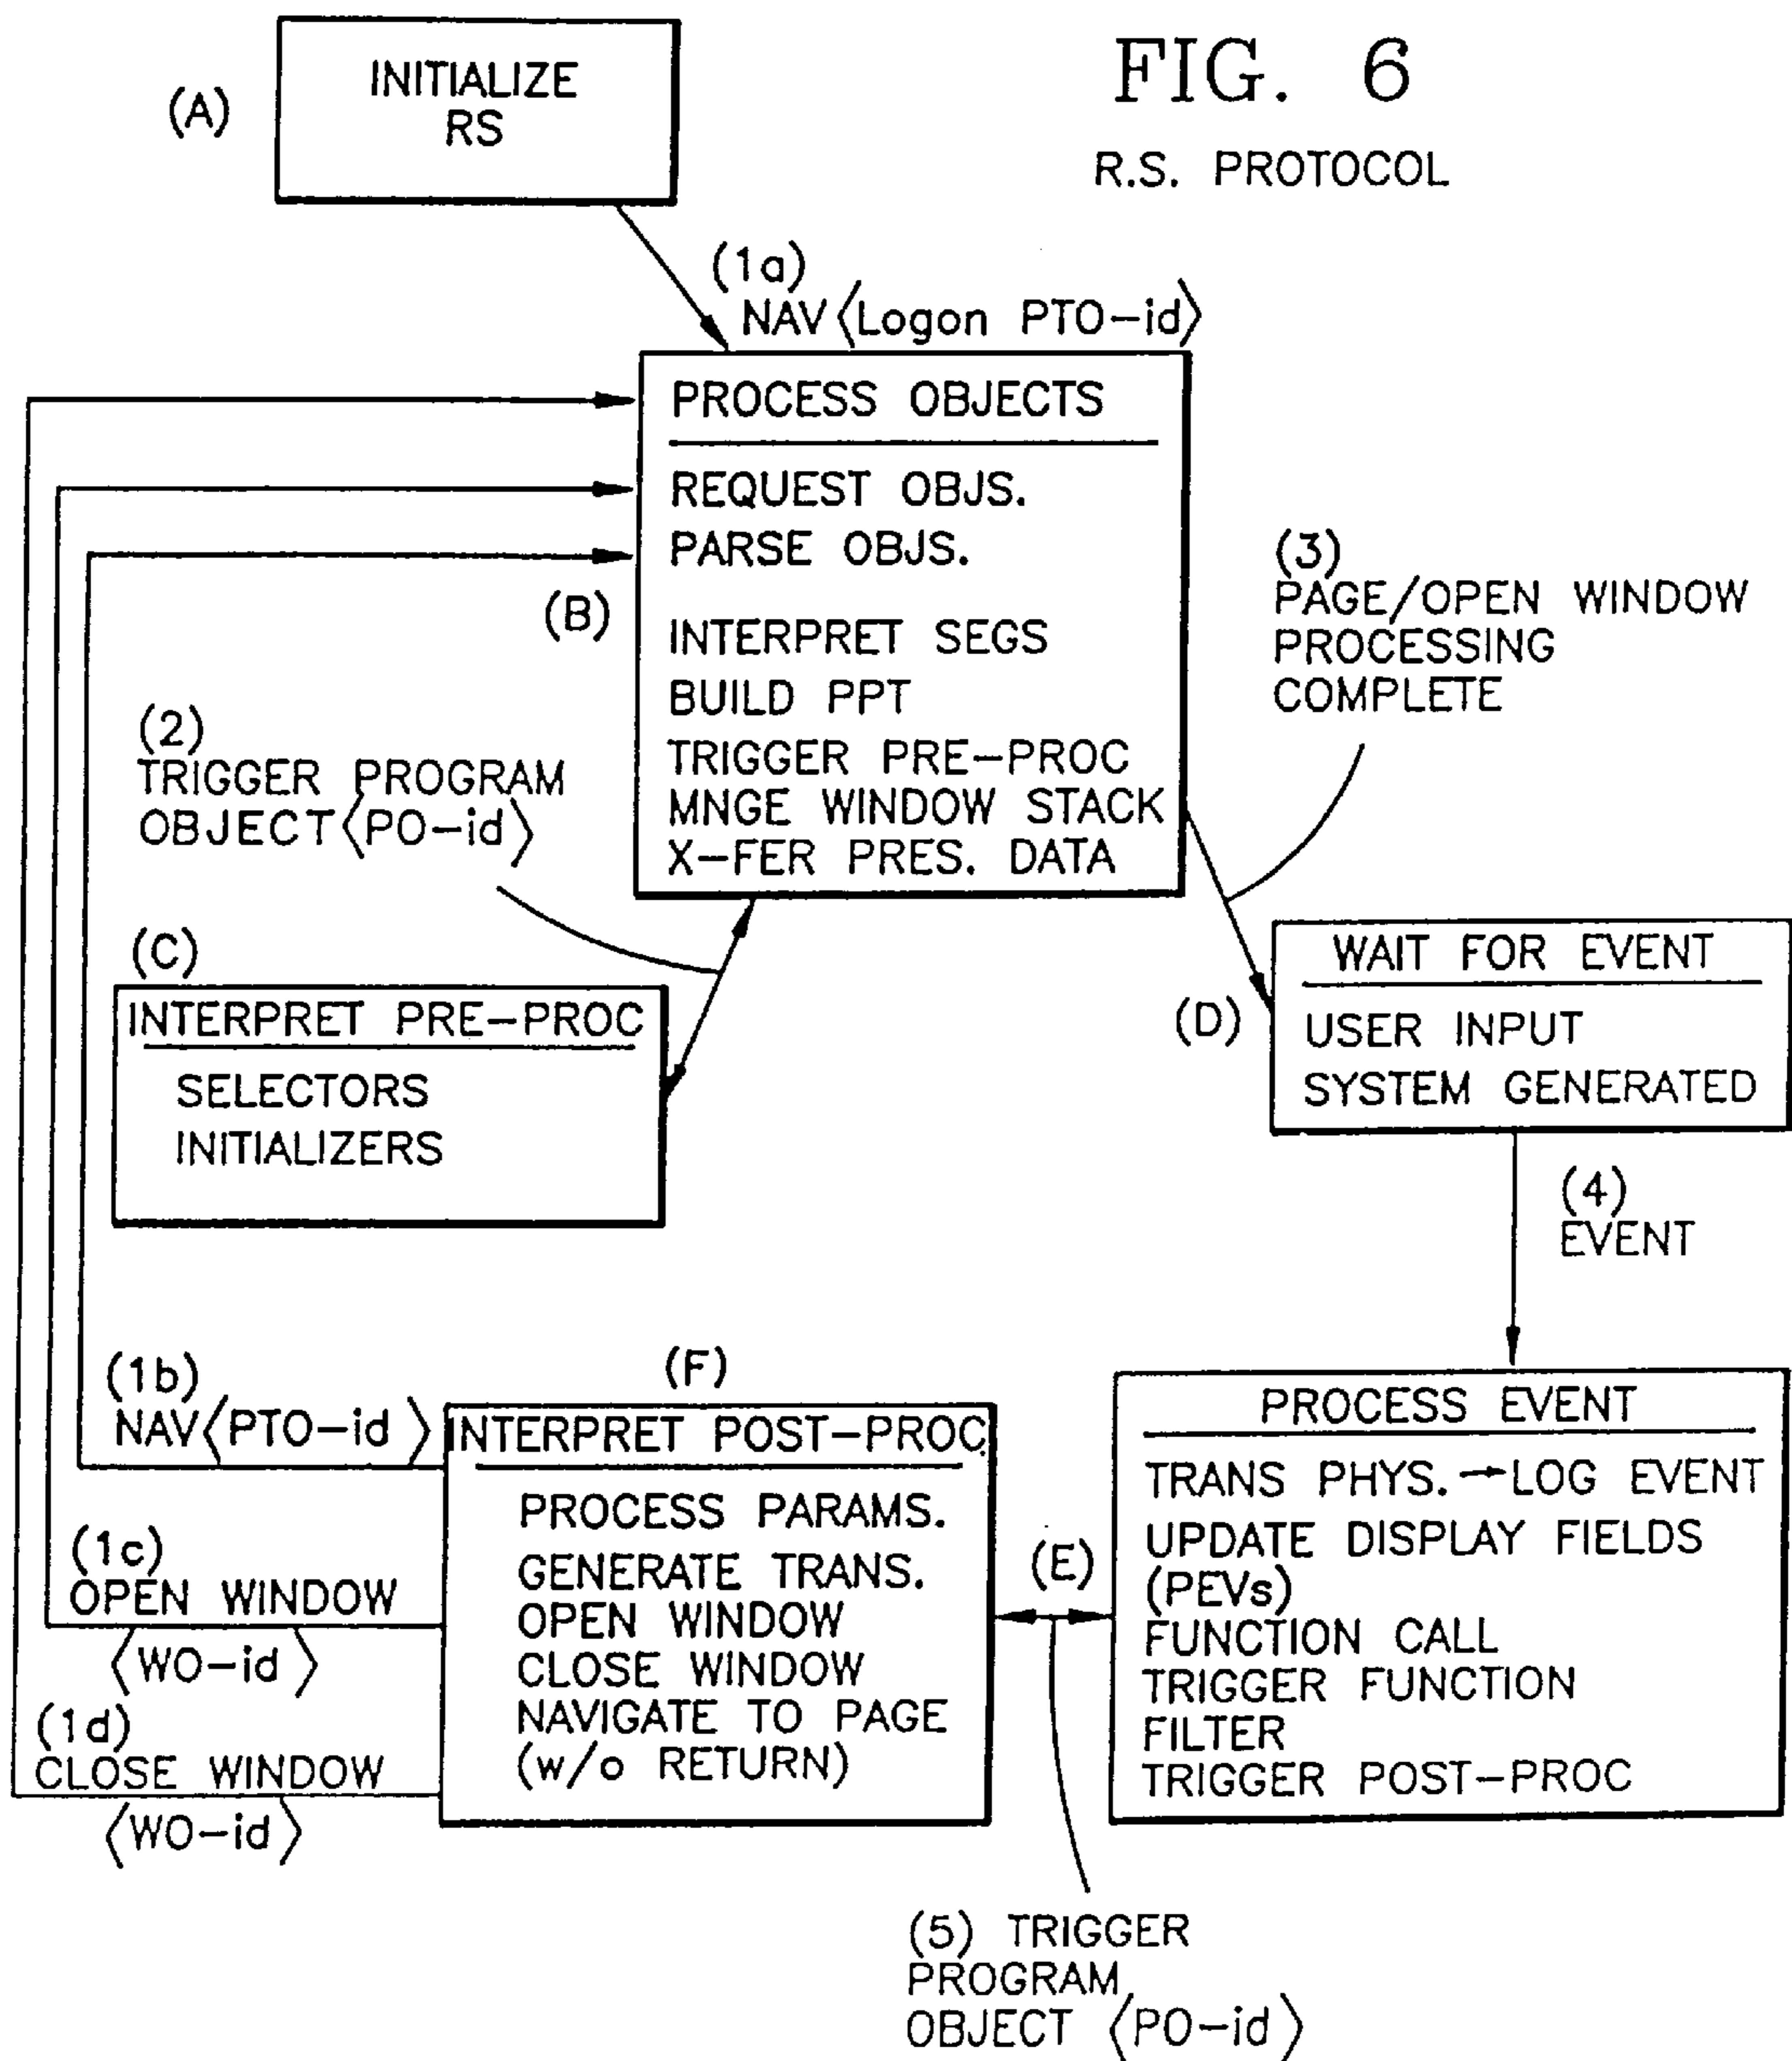 FIG. 6
R.S. PROTOCOL
(A)
INITIALIZE
RS
(1a)
NAV⟨Logon PTO-id⟩
PROCESS OBJECTS
REQUEST OBJS.
PARSE OBJS.
(B)
INTERPRET SEGS
BUILD PPT
TRIGGER PRE-PROC
MNGE WINDOW STACK
X-FER PRES. DATA
(2)
TRIGGER PROGRAM
OBJECT⟨PO-id⟩
(3)
PAGE/OPEN WINDOW
PROCESSING
COMPLETE
(C)
INTERPRET PRE-PROC
SELECTORS
INITIALIZERS
(D)
WAIT FOR EVENT
USER INPUT
SYSTEM GENERATED
(4)
EVENT
(1b)
NAV⟨PTO-id⟩
(1c)
OPEN WINDOW
⟨WO-id⟩
(1d)
CLOSE WINDOW
⟨WO-id⟩
(F)
INTERPRET POST-PROC
PROCESS PARAMS.
GENERATE TRANS.
OPEN WINDOW
CLOSE WINDOW
NAVIGATE TO PAGE
(w/o RETURN)
(E)
PROCESS EVENT
TRANS PHYS.→LOG EVENT
UPDATE DISPLAY FIELDS
(PEVs)
FUNCTION CALL
TRIGGER FUNCTION
FILTER
TRIGGER POST-PROC
(5) TRIGGER
PROGRAM
OBJECT ⟨PO-id⟩